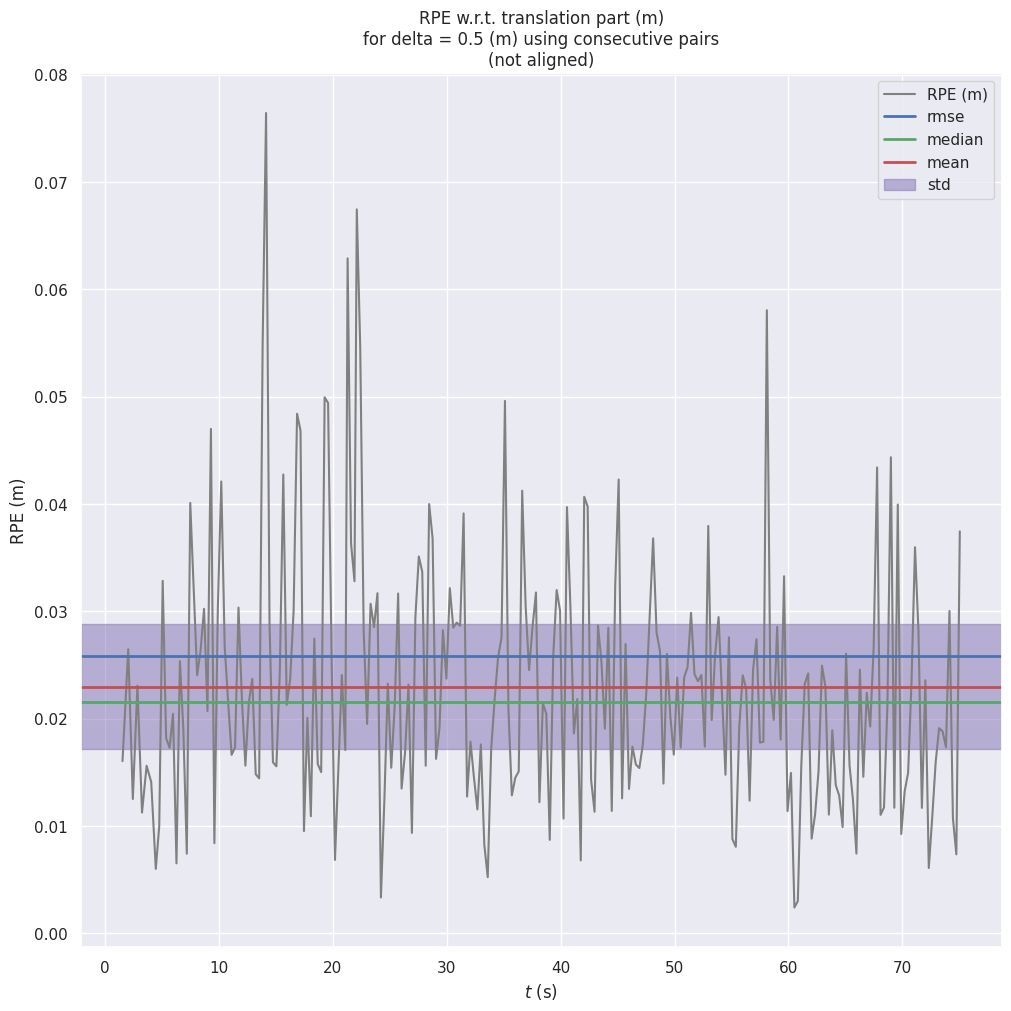 RPE w.r.t. translation part (m)
for delta = 0.5 (m) using consecutive pairs
(not aligned)
RPE (m)
rmse
median
mean
std
0.08
0.07
0.06
0.05
0.04
0.03
0.02
0.01
0.00
RPE (m)
0 10 20 30 40 50 60 70
t (s)